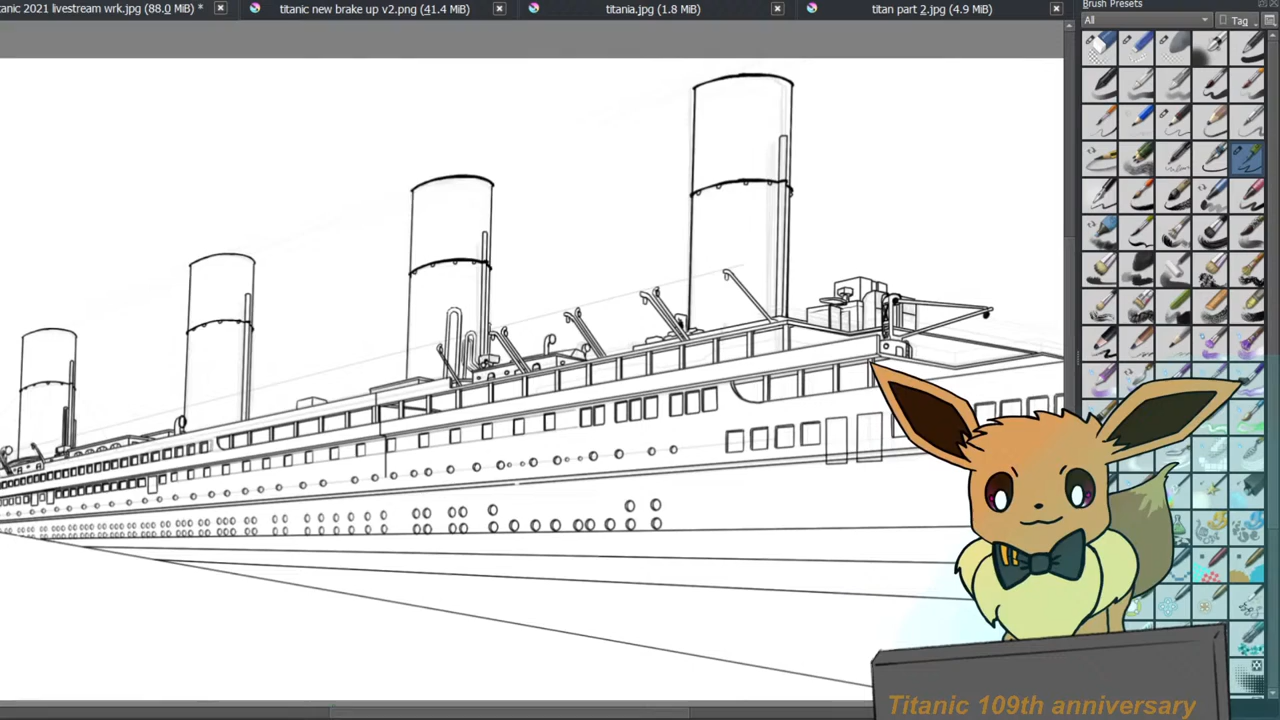 tanic 2021 livestream wrk.jpg (88.0 MiB) *
titanic new brake up v2.png (41.4 MiB)
titania.jpg (1.8 MiB)
titan part 2.jpg (4.9 MiB)
Brush Presets
All
Tag
Titanic 109th anniversary